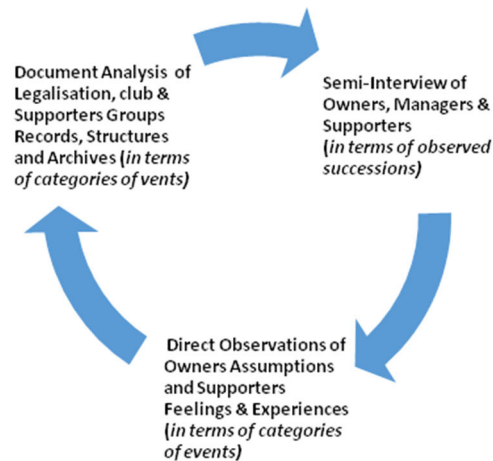 Document Analysis of
Legalisation, club &
Supporters Groups
Records, Structures
and Archives (in terms
of categories of vents)
Semi-Interview of
Owners, Managers &
Supporters
(in terms of observed
successions)
Direct Observations of
Owners Assumptions
and Supporters
Feelings & Experiences
(in terms of categories
of events)